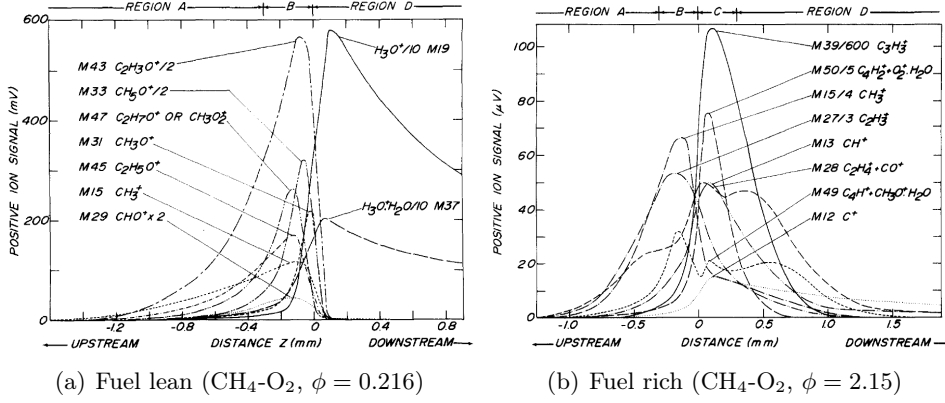 REGION A B REGION D
600
400
200
0
POSITIVE ION SIGNAL (mV)
M43 C₂H₃O⁺/2
M33 CH₅O⁺/2
M47 C₂H₇O⁺ OR CH₃O₂⁺
M31 CH₃O⁺
M45 C₂H₅O⁺
M15 CH₃⁺
M29 CHO⁺ x 2
H₃O⁺/10 M19
H₃O⁺.H₂O/10 M37
-1.2 -0.8 -0.4 0 0.4 0.8
UPSTREAM DISTANCE Z (mm) DOWNSTREAM
(a) Fuel lean (CH₄-O₂, ϕ = 0.216)
REGION A B C REGION D
100
80
60
40
20
0
POSITIVE ION SIGNAL (μV)
M39/600 C₃H₃⁺
M50/5 C₄H₂⁺+O₂⁺.H₂O
M15/4 CH₃⁺
M27/3 C₂H₃⁺
M13 CH⁺
M28 C₂H₄⁺+CO⁺
M49 C₄H⁺+CH₃O⁺.H₂O
M12 C⁺
-1.0 -0.5 0 0.5 1.0 1.5
UPSTREAM DISTANCE (mm) DOWNSTREAM
(b) Fuel rich (CH₄-O₂, ϕ = 2.15)